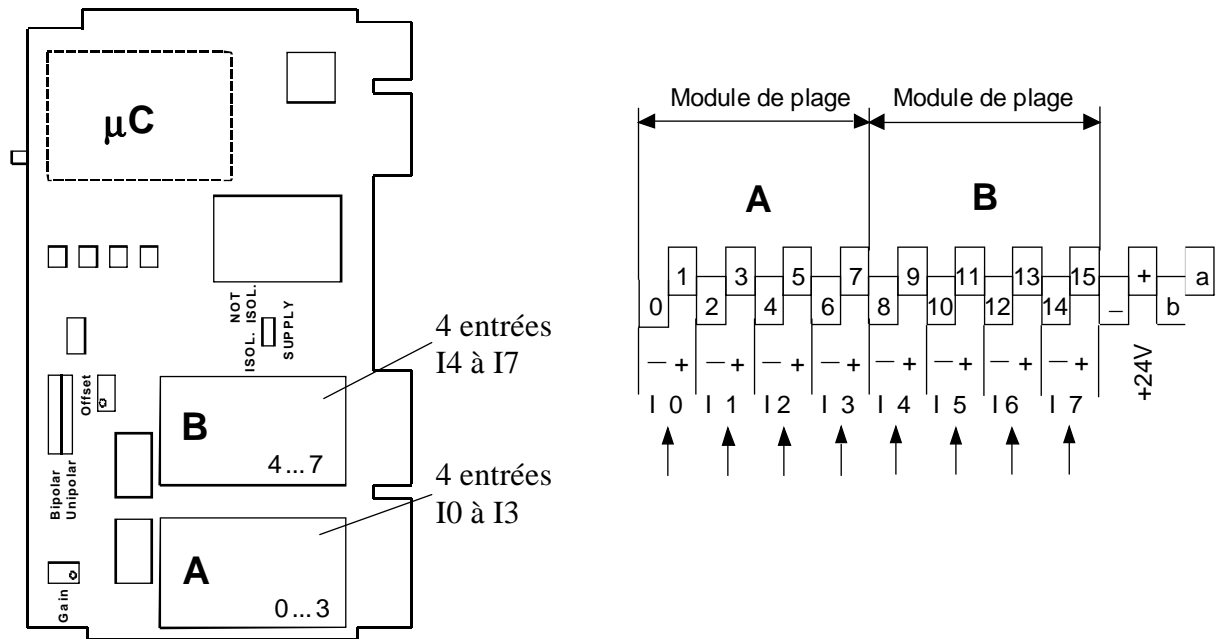 µC
NOT
ISOL. ISOL.
SUPPLY
4 entrées
I4 à I7
Offset
B
4...7
Bipolar
Unipolar
4 entrées
I0 à I3
A
0...3
Gain
Module de plage Module de plage
A B
1 3 5 7 9 11 13 15 + a
0 2 4 6 8 10 12 14 – b
– + – + – + – + – + – + – + – +
+24V
I 0 I 1 I 2 I 3 I 4 I 5 I 6 I 7